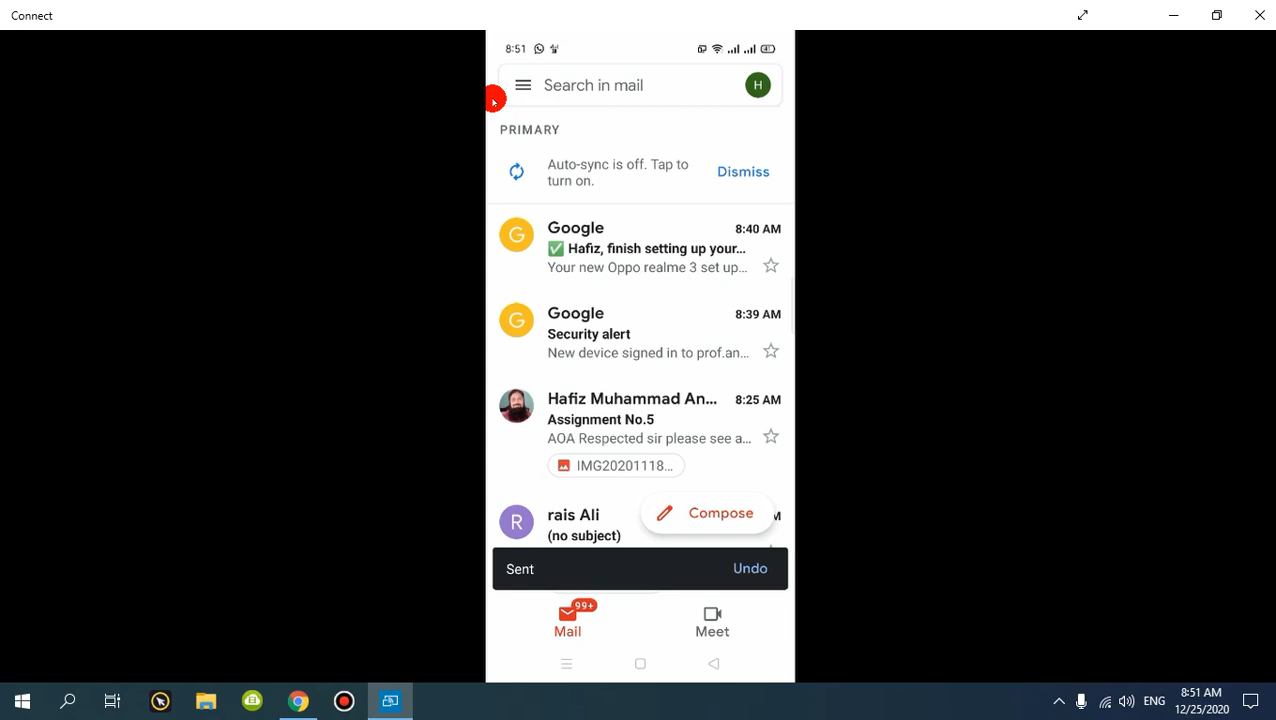 Connect
8:51
Search in mail
H
PRIMARY
Auto-sync is off. Tap to
turn on.
Dismiss
G
Google
8:40 AM
✅ Hafiz, finish setting up your...
Your new Oppo realme 3 set up...
G
Google
8:39 AM
Security alert
New device signed in to prof.an...
Hafiz Muhammad An...
8:25 AM
Assignment No.5
AOA Respected sir please see a...
IMG20201118...
R
rais Ali
M
(no subject)
Compose
Sent
Undo
99+
Mail
Meet
ENG
8:51 AM
12/25/2020